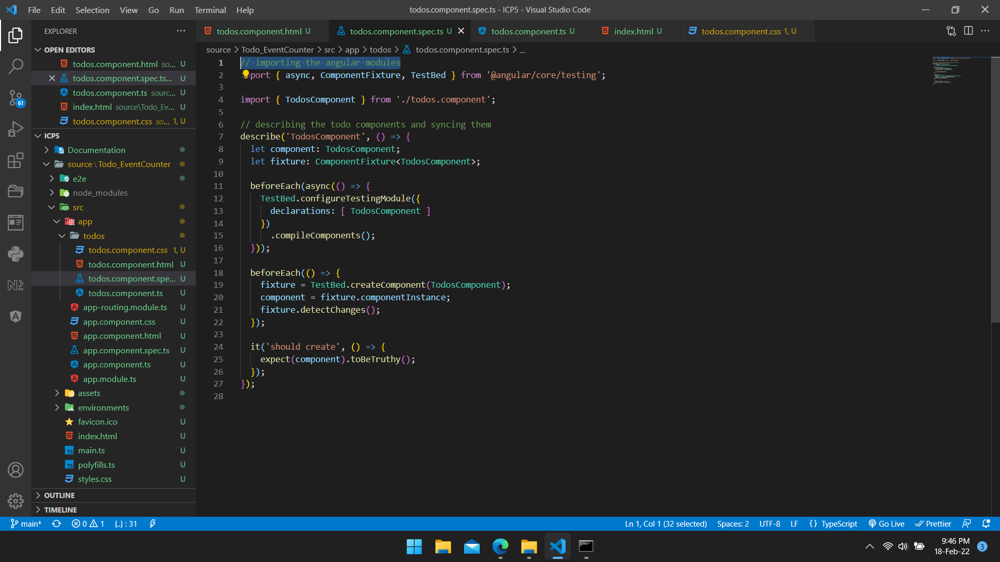 File Edit Selection View Go Run Terminal Help
todos.component.spec.ts - ICP5 - Visual Studio Code
EXPLORER
todos.component.html U
todos.component.spec.ts U
todos.component.ts U
index.html U
todos.component.css 1, U
OPEN EDITORS
todos.component.html so... U
todos.component.spec.ts... U
todos.component.ts sourc... U
index.html source\Todo_Ev... U
todos.component.css so... 1, U
61
ICP5
Documentation
source\Todo_EventCounter
e2e
node_modules
src
app
todos
todos.component.css 1, U
todos.component.html U
todos.component.spe... U
todos.component.ts U
app-routing.module.ts U
app.component.css U
app.component.html U
app.component.spec.ts U
app.component.ts U
app.module.ts U
assets
environments
favicon.ico U
index.html U
main.ts U
polyfills.ts U
styles.css U
OUTLINE
TIMELINE
source > Todo_EventCounter > src > app > todos > todos.component.spec.ts > ...
1 // importing the angular modules
2 import { async, ComponentFixture, TestBed } from '@angular/core/testing';
3
4 import { TodosComponent } from './todos.component';
5
6 // describing the todo components and syncing them
7 describe('TodosComponent', () => {
8 let component: TodosComponent;
9 let fixture: ComponentFixture<TodosComponent>;
10
11 beforeEach(async(() => {
12 TestBed.configureTestingModule({
13 declarations: [ TodosComponent ]
14 })
15 .compileComponents();
16 }));
17
18 beforeEach(() => {
19 fixture = TestBed.createComponent(TodosComponent);
20 component = fixture.componentInstance;
21 fixture.detectChanges();
22 });
23
24 it('should create', () => {
25 expect(component).toBeTruthy();
26 });
27 });
28
main* 0 1 {..} : 31
Ln 1, Col 1 (32 selected) Spaces: 2 UTF-8 LF {} TypeScript Go Live Prettier
9:46 PM
18-Feb-22
3